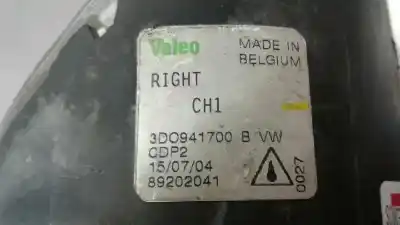 Valeo
MADE IN
BELGIUM
RIGHT
CH1
3D0941700 B VW
CDP2
15/07/04
89202041
0027